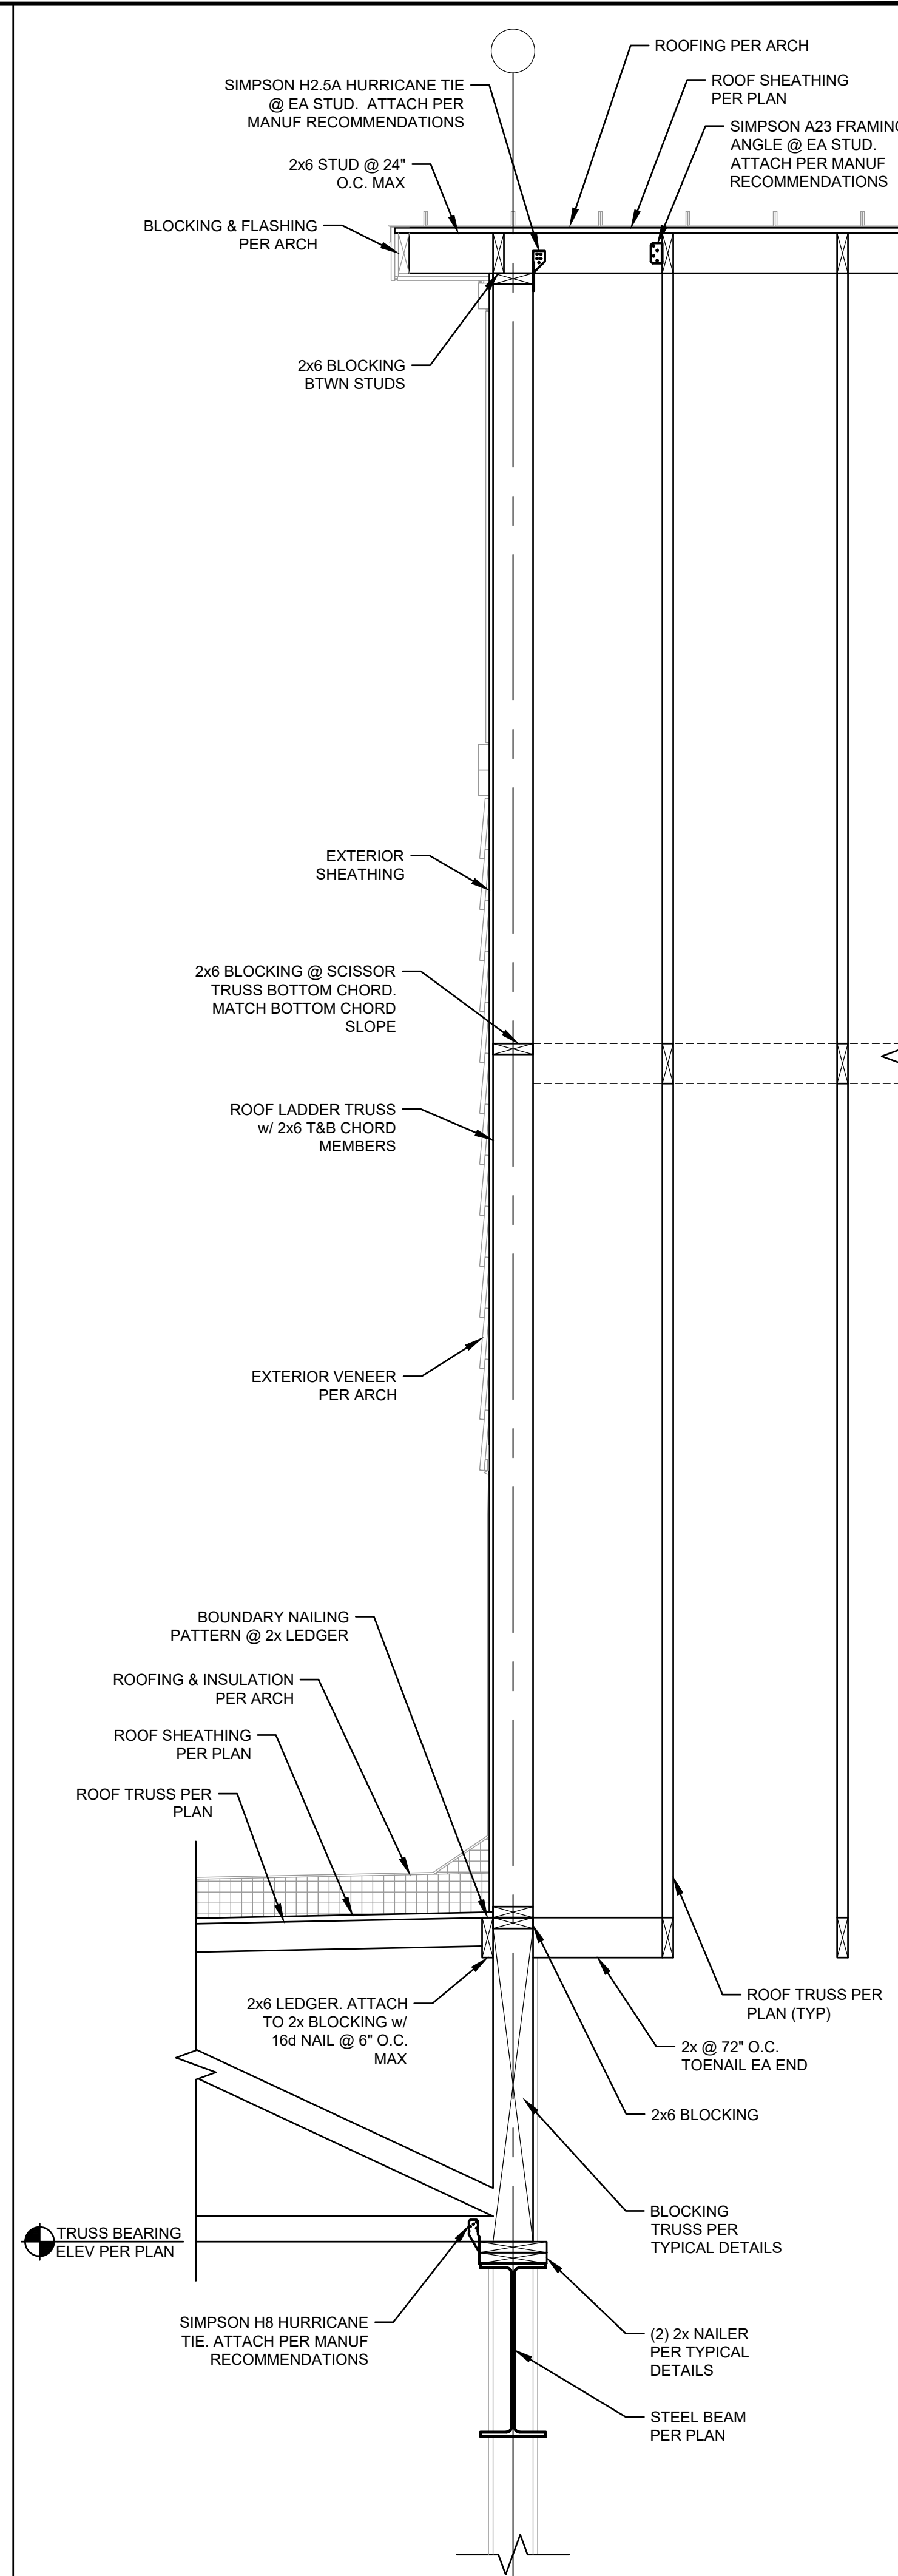 ROOFING PER ARCH
SIMPSON H2.5A HURRICANE TIE
@ EA STUD. ATTACH PER
MANUF RECOMMENDATIONS
ROOF SHEATHING
PER PLAN
SIMPSON A23 FRAMING
ANGLE @ EA STUD.
ATTACH PER MANUF
RECOMMENDATIONS
2x6 STUD @ 24"
O.C. MAX
BLOCKING & FLASHING
PER ARCH
2x6 BLOCKING
BTWN STUDS
EXTERIOR
SHEATHING
2x6 BLOCKING @ SCISSOR
TRUSS BOTTOM CHORD.
MATCH BOTTOM CHORD
SLOPE
ROOF LADDER TRUSS
w/ 2x6 T&B CHORD
MEMBERS
EXTERIOR VENEER
PER ARCH
BOUNDARY NAILING
PATTERN @ 2x LEDGER
ROOFING & INSULATION
PER ARCH
ROOF SHEATHING
PER PLAN
ROOF TRUSS PER
PLAN
2x6 LEDGER. ATTACH
TO 2x BLOCKING w/
16d NAIL @ 6" O.C.
MAX
ROOF TRUSS PER
PLAN (TYP)
2x @ 72" O.C.
TOENAIL EA END
2x6 BLOCKING
BLOCKING
TRUSS PER
TYPICAL DETAILS
TRUSS BEARING
ELEV PER PLAN
SIMPSON H8 HURRICANE
TIE. ATTACH PER MANUF
RECOMMENDATIONS
(2) 2x NAILER
PER TYPICAL
DETAILS
STEEL BEAM
PER PLAN